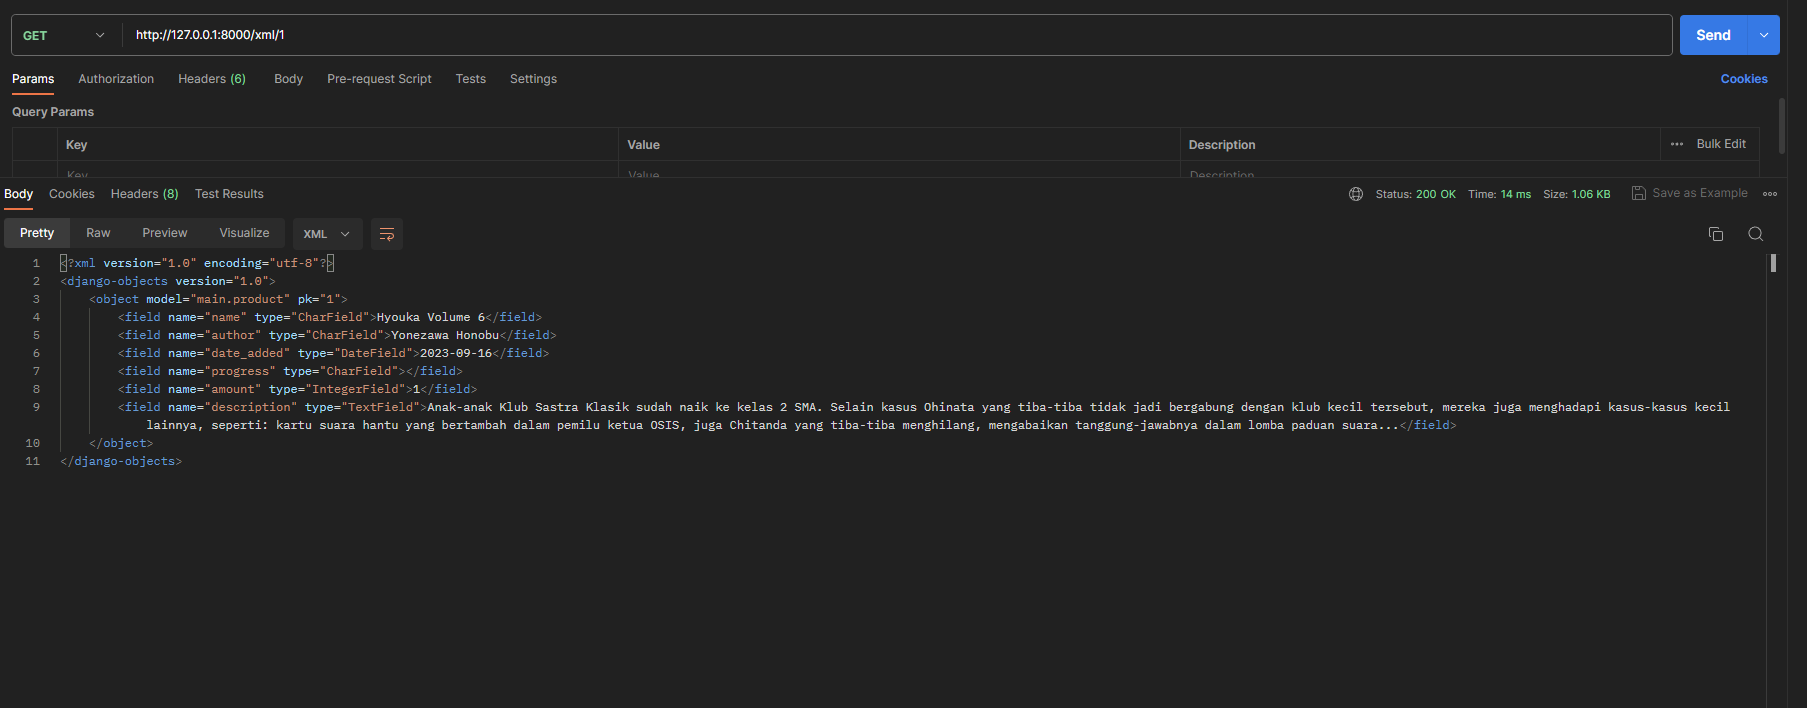 GET http://127.0.0.1:8000/xml/1 Send
Params Authorization Headers (6) Body Pre-request Script Tests Settings Cookies
Query Params
Key Value Description ••• Bulk Edit
Key Value Description
Body Cookies Headers (8) Test Results Status: 200 OK Time: 14 ms Size: 1.06 KB Save as Example
Pretty Raw Preview Visualize XML
1 <?xml version="1.0" encoding="utf-8"?>
2 <django-objects version="1.0">
3 <object model="main.product" pk="1">
4 <field name="name" type="CharField">Hyouka Volume 6</field>
5 <field name="author" type="CharField">Yonezawa Honobu</field>
6 <field name="date_added" type="DateField">2023-09-16</field>
7 <field name="progress" type="CharField"></field>
8 <field name="amount" type="IntegerField">1</field>
9 <field name="description" type="TextField">Anak-anak Klub Sastra Klasik sudah naik ke kelas 2 SMA. Selain kasus Ohinata yang tiba-tiba tidak jadi bergabung dengan klub kecil tersebut, mereka juga menghadapi kasus-kasus kecil
lainnya, seperti: kartu suara hantu yang bertambah dalam pemilu ketua OSIS, juga Chitanda yang tiba-tiba menghilang, mengabaikan tanggung-jawabnya dalam lomba paduan suara...</field>
10 </object>
11 </django-objects>